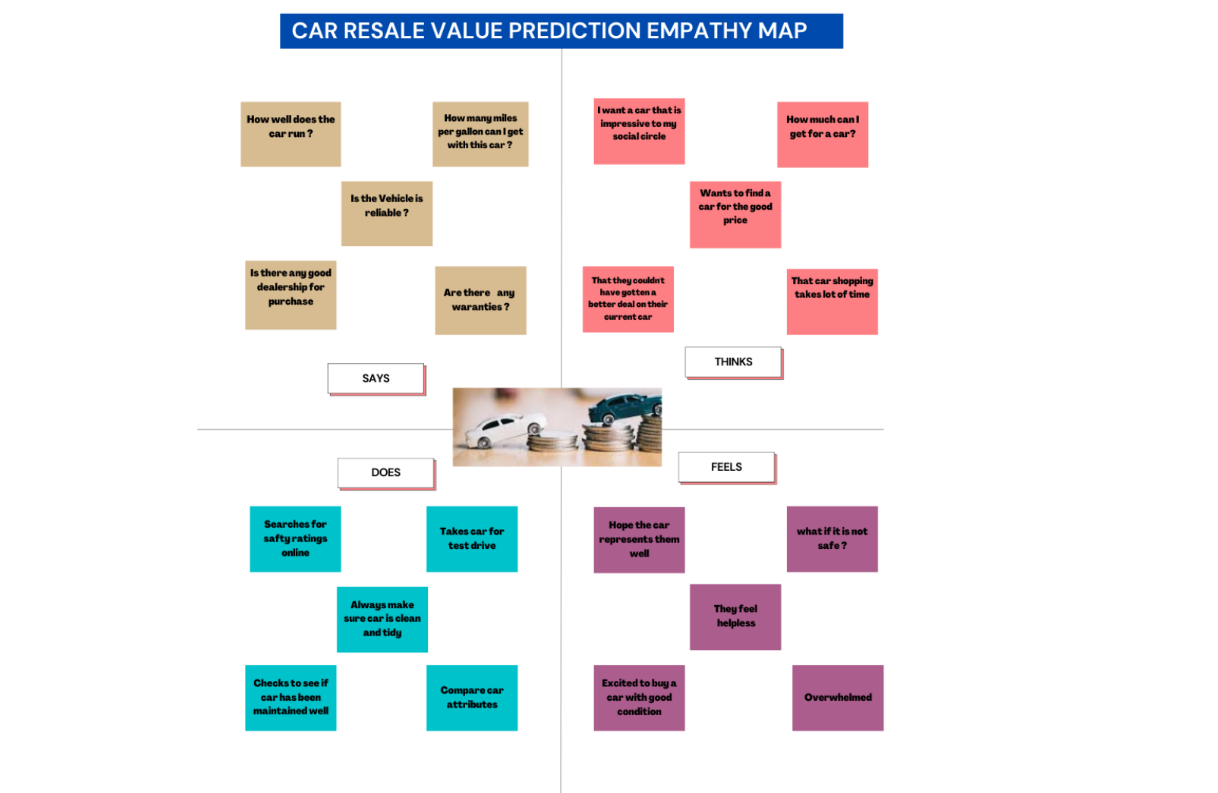 CAR RESALE VALUE PREDICTION EMPATHY MAP
How well does the
car run ?
How many miles
per gallon can I get
with this car ?
Is the Vehicle is
reliable ?
Is there any good
dealership for
purchase
Are there any
waranties ?
SAYS
I want a car that is
impressive to my
social circle
How much can I
get for a car?
Wants to find a
car for the good
price
That they couldn't
have gotten a
better deal on their
current car
That car shopping
takes lot of time
THINKS
DOES
Searches for
safty ratings
online
Takes car for
test drive
Always make
sure car is clean
and tidy
Checks to see if
car has been
maintained well
Compare car
attributes
FEELS
Hope the car
represents them
well
what if it is not
safe ?
They feel
helpless
Excited to buy a
car with good
condition
Overwhelmed